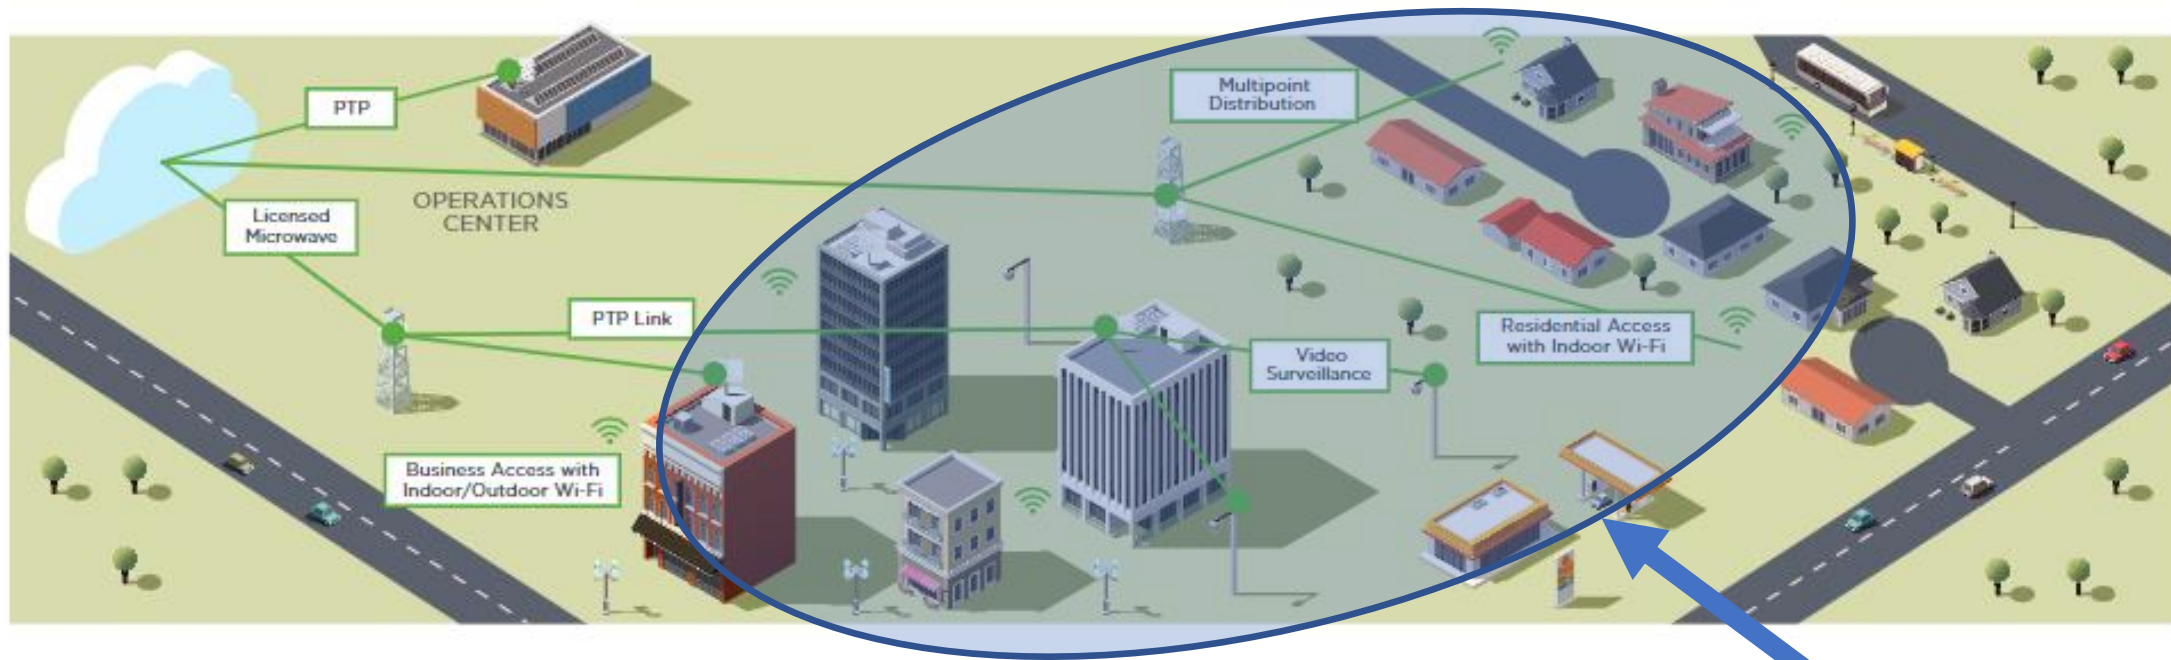 PTP
OPERATIONS
CENTER
Licensed
Microwave
PTP Link
Business Access with
Indoor/Outdoor Wi-Fi
Multipoint
Distribution
Video
Surveillance
Residential Access
with Indoor Wi-Fi